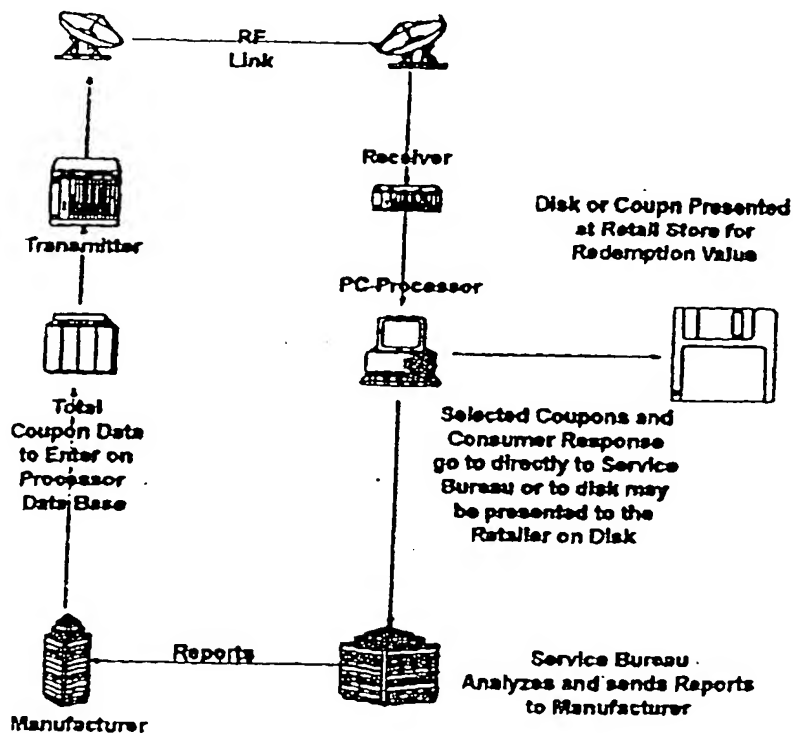 RF
Link
Receiver
Disk or Coupn Presented
at Retail Store for
Redemption Value
Transmitter
PC-Processor
Total
Coupon Data
to Enter on
Processor
Data Base
Selected Coupons and
Consumer Response
go to directly to Service
Bureau or to disk may
be presented to the
Retailer on Disk
Reports
Service Bureau
Analyzes and sends Reports
to Manufacturer
Manufacturer